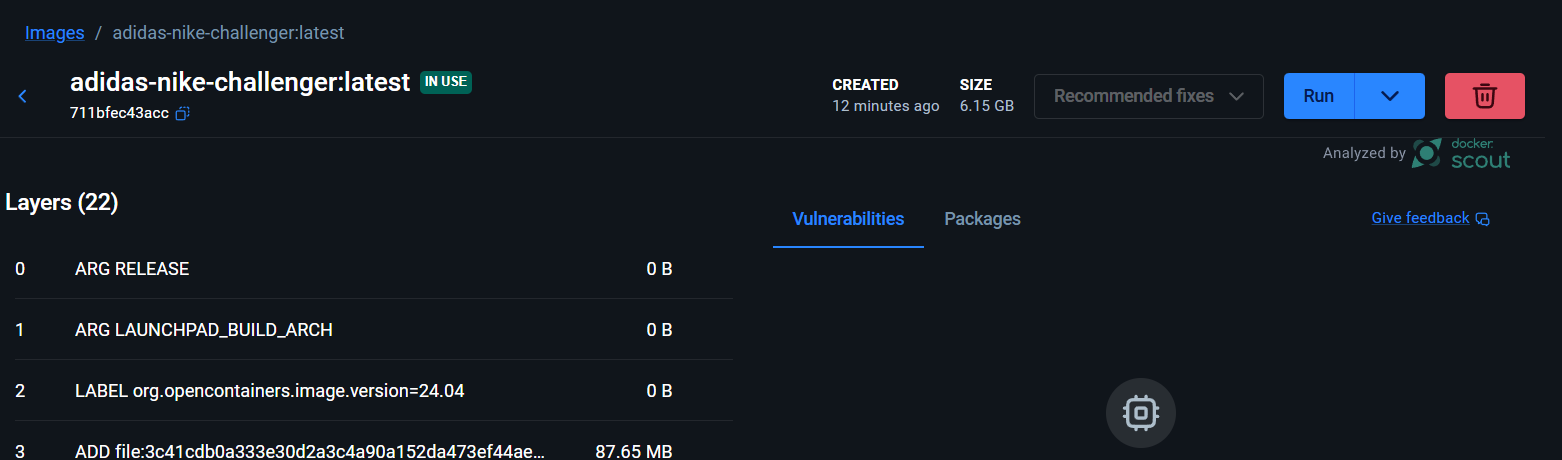 Images / adidas-nike-challenger:latest
adidas-nike-challenger:latest IN USE
711bfec43acc
CREATED
12 minutes ago
SIZE
6.15 GB
Recommended fixes
Run
Analyzed by docker scout
Layers (22)
Vulnerabilities Packages Give feedback
0 ARG RELEASE 0 B
1 ARG LAUNCHPAD_BUILD_ARCH 0 B
2 LABEL org.opencontainers.image.version=24.04 0 B
3 ADD file:3c41cdb0a333e30d2a3c4a90a152da473ef44ae... 87.65 MB